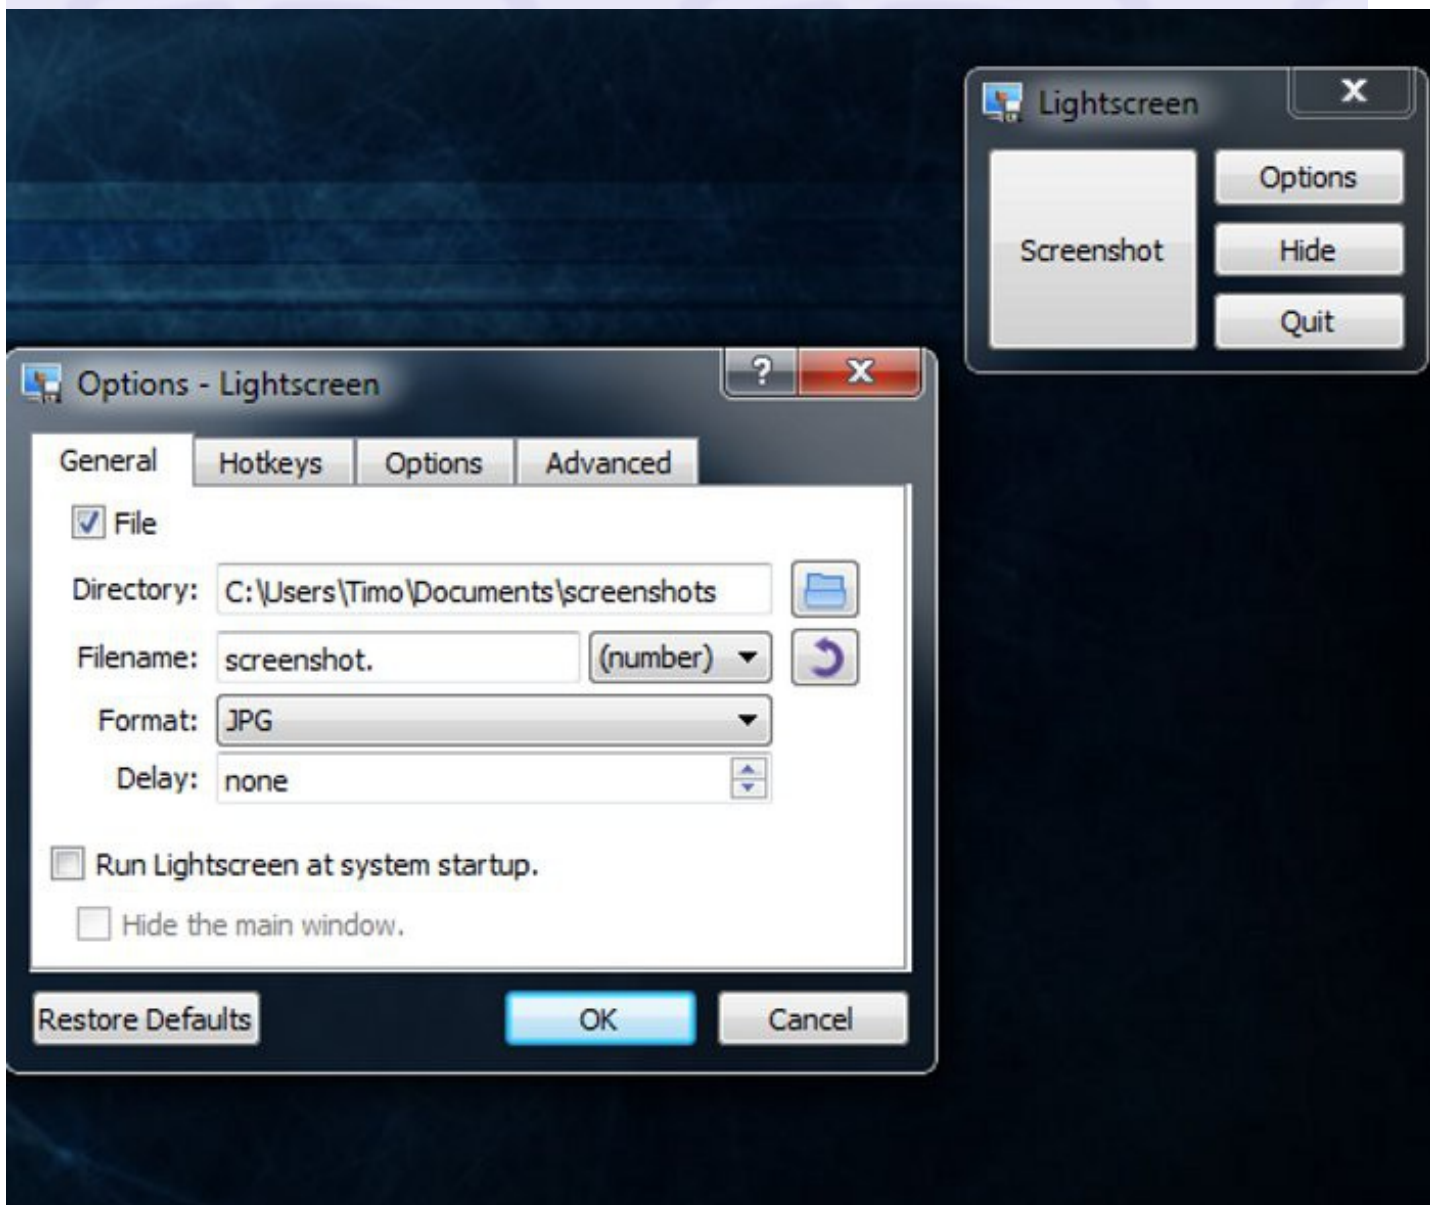 Lightscreen
Screenshot
Options
Hide
Quit
Options - Lightscreen
?
General Hotkeys Options Advanced
File
Directory: C:\Users\Timo\Documents\screenshots
Filename: screenshot. (number)
Format: JPG
Delay: none
Run Lightscreen at system startup.
Hide the main window.
Restore Defaults OK Cancel